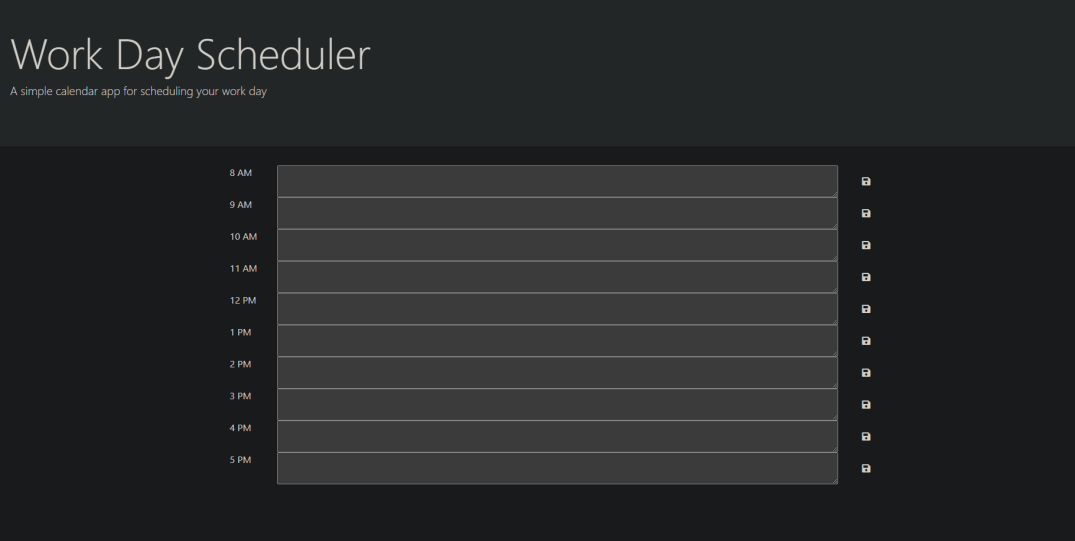 Work Day Scheduler
A simple calendar app for scheduling your work day
8 AM
9 AM
10 AM
11 AM
12 PM
1 PM
2 PM
3 PM
4 PM
5 PM